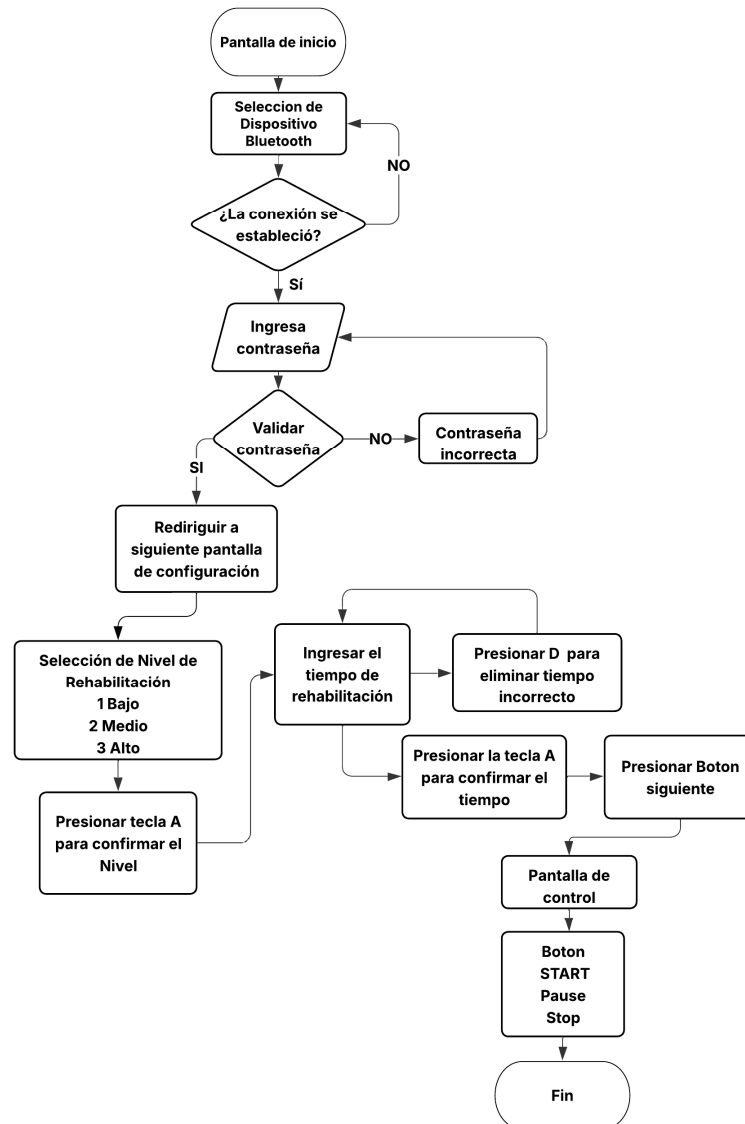 Pantalla de inicio
Seleccion de
Dispositivo
Bluetooth
NO
¿La conexión se
estableció?
Sí
Ingresa
contraseña
Validar
contraseña
NO
Contraseña
incorrecta
SI
Rediriguir a
siguiente pantalla
de configuración
Selección de Nivel de
Rehabilitación
1 Bajo
2 Medio
3 Alto
Ingresar el
tiempo de
rehabilitación
Presionar D para
eliminar tiempo
incorrecto
Presionar la tecla A
para confirmar el
tiempo
Presionar Boton
siguiente
Presionar tecla A
para confirmar el
Nivel
Pantalla de
control
Boton
START
Pause
Stop
Fin